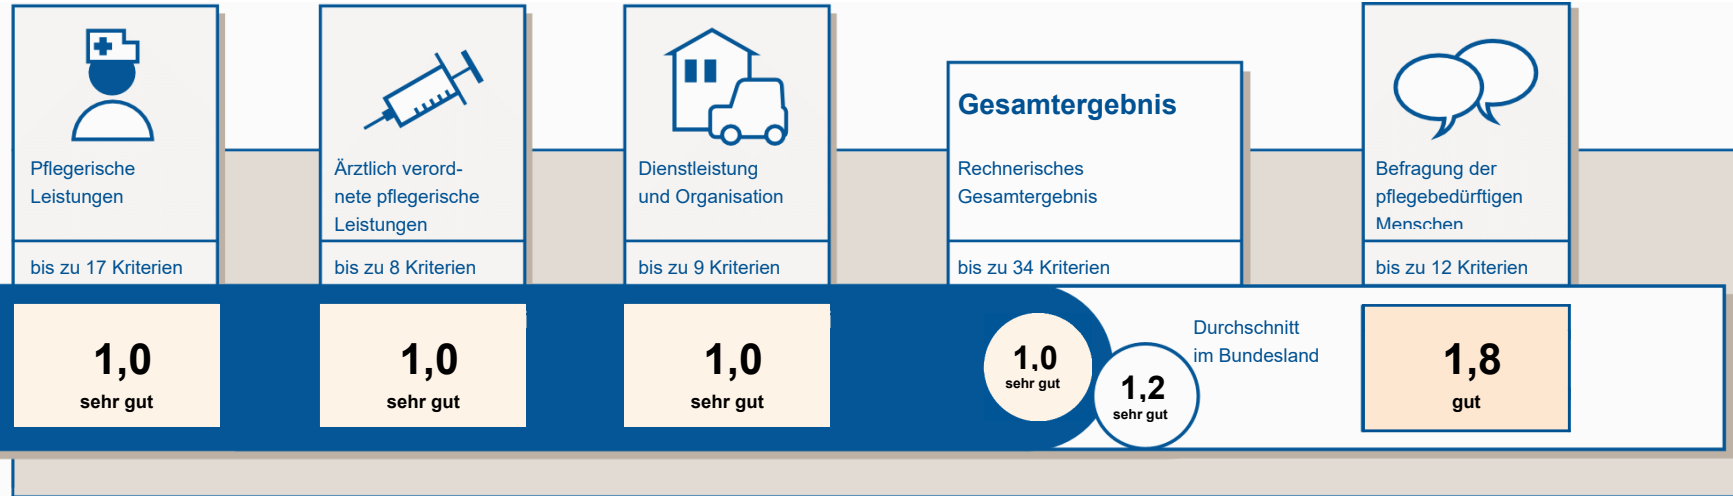 Pflegerische
Leistungen
bis zu 17 Kriterien
1,0
sehr gut
Ärztlich verord-
nete pflegerische
Leistungen
bis zu 8 Kriterien
1,0
sehr gut
Dienstleistung
und Organisation
bis zu 9 Kriterien
1,0
sehr gut
Gesamtergebnis
Rechnerisches
Gesamtergebnis
bis zu 34 Kriterien
1,0
sehr gut
1,2
sehr gut
Durchschnitt
im Bundesland
Befragung der
pflegebedürftigen
Menschen
bis zu 12 Kriterien
1,8
gut